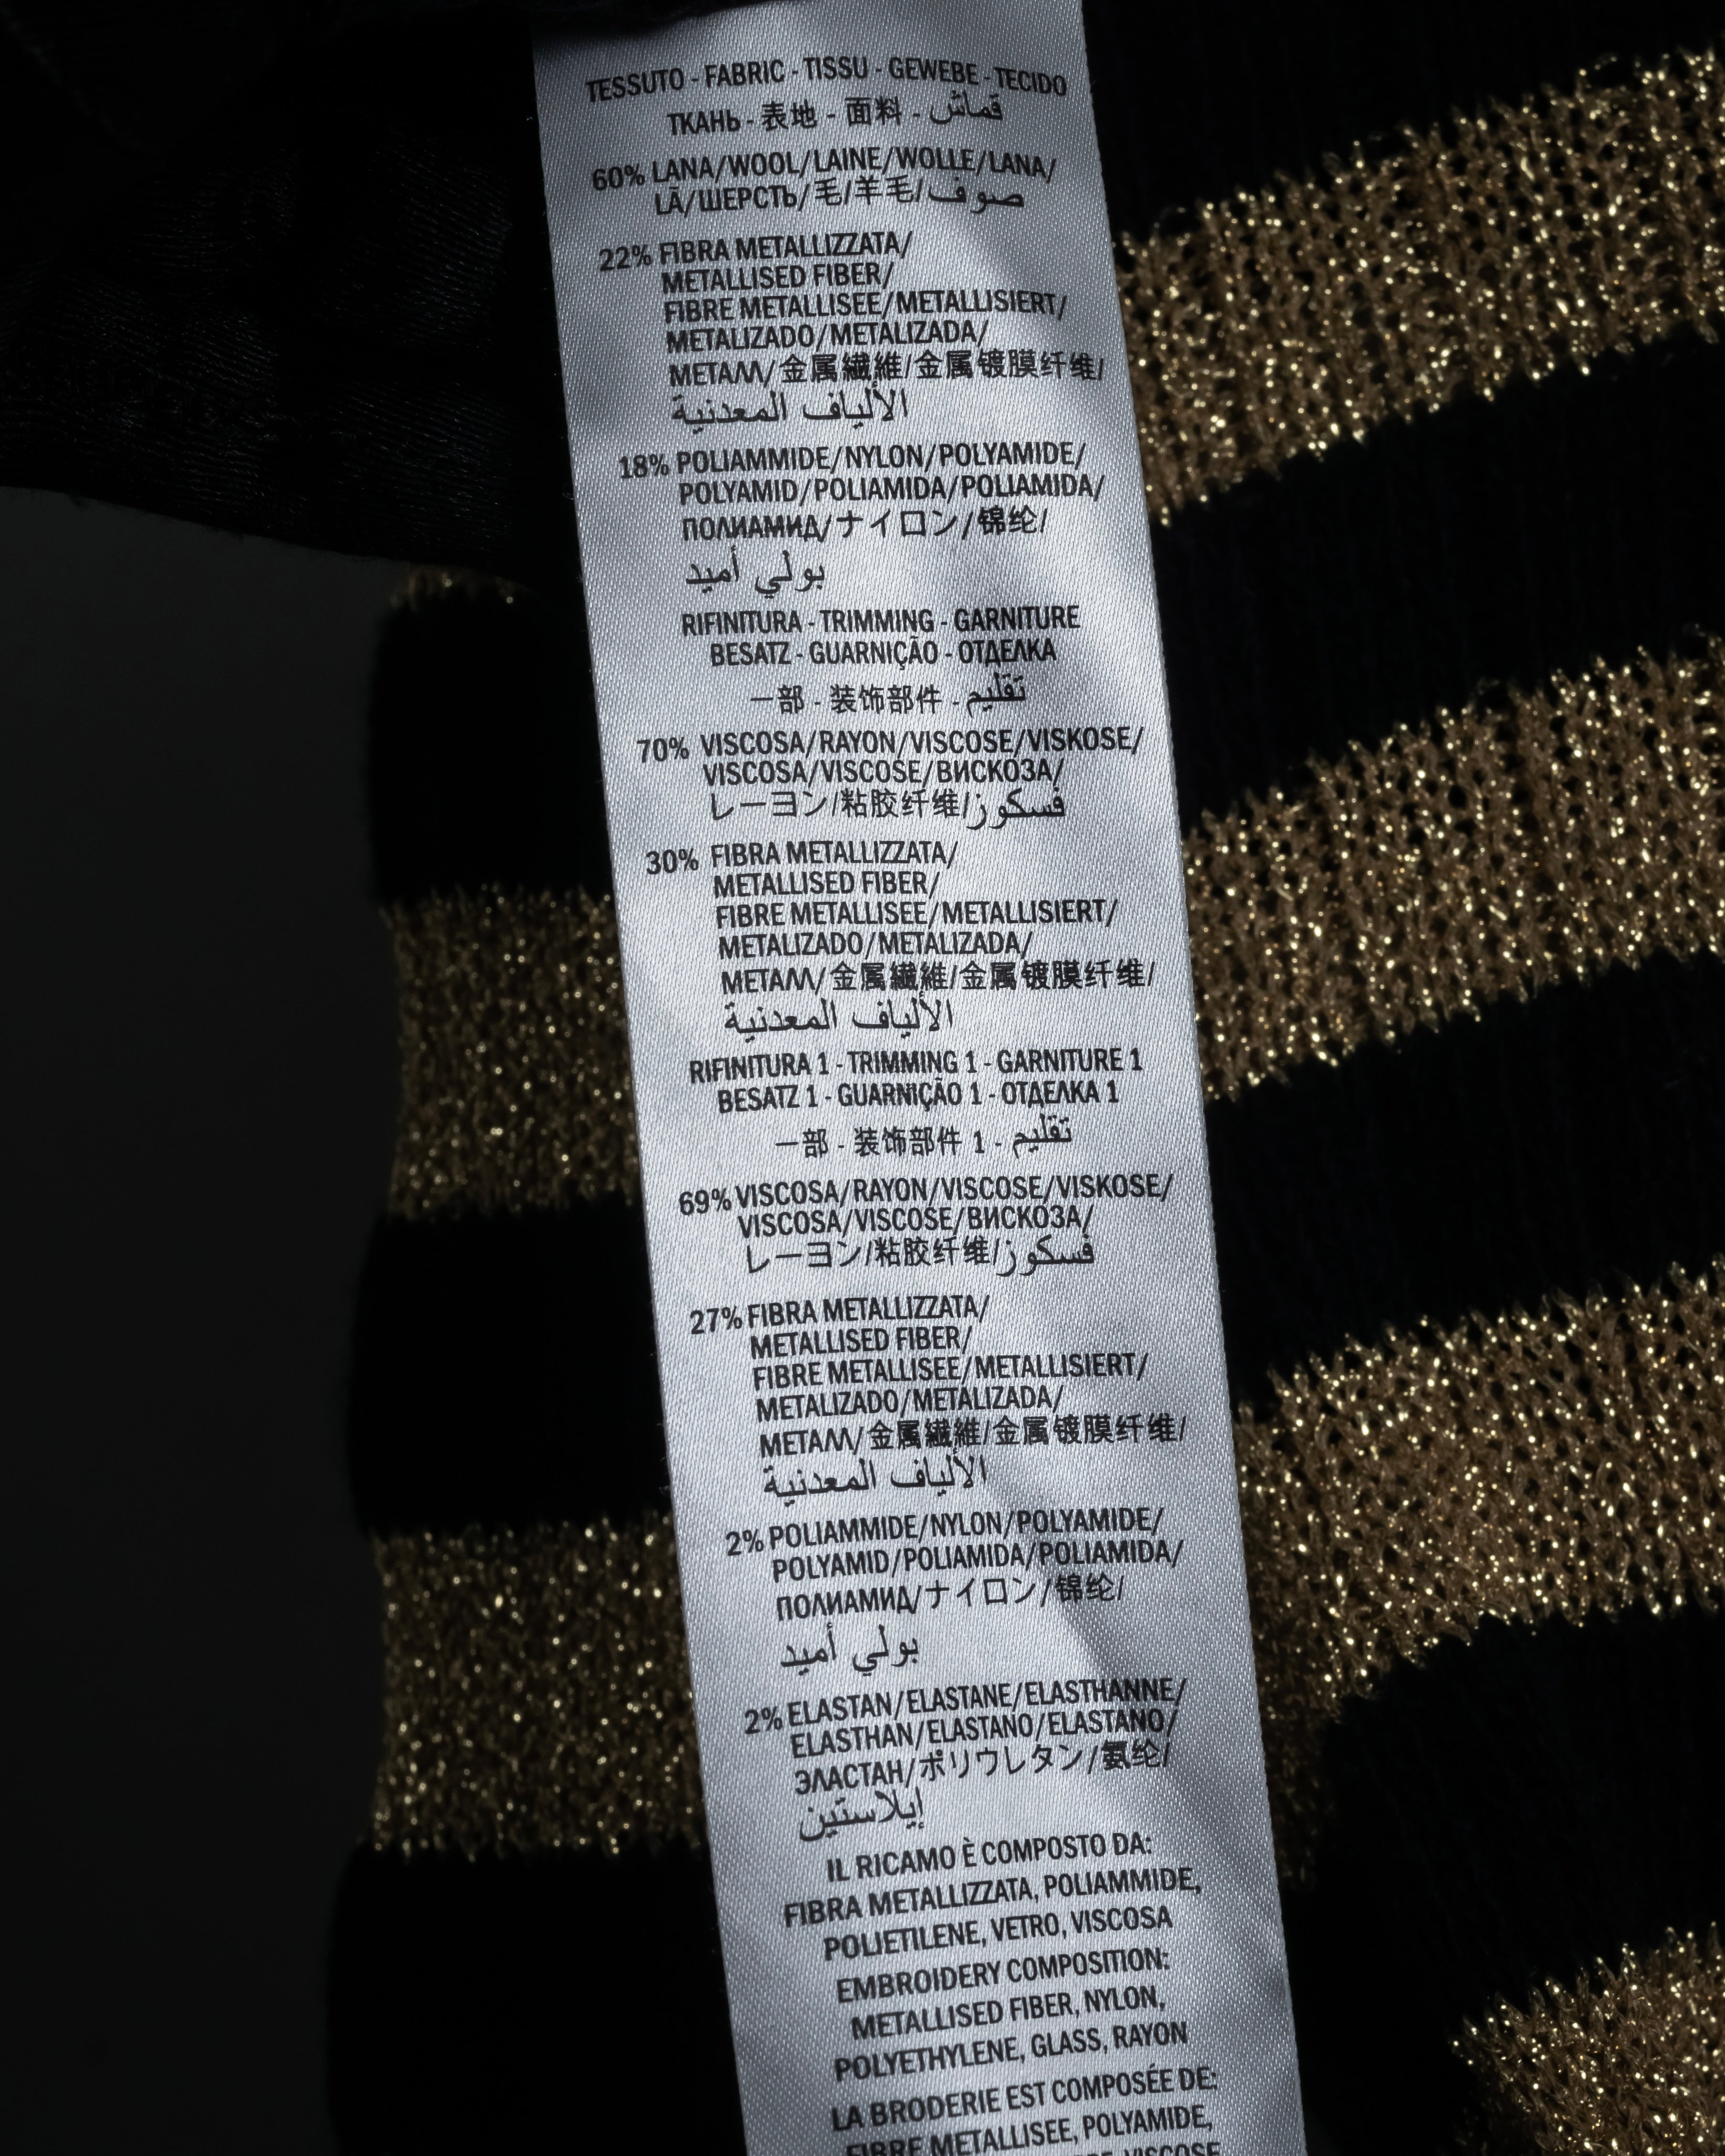 TESSUTO - FABRIC - TISSU - GEWEBE - TECIDO
ТКАНЬ - 表地 - 面料 - قماش
60% LANA/WOOL/LAINE/WOLLE/LANA/
LÃ/ШЕРСТЬ/毛/羊毛/صوف
22% FIBRA METALLIZZATA/
METALLISED FIBER/
FIBRE METALLISEE/METALLISIERT/
METALIZADO/METALIZADA/
МЕТАЛЛ/金属繊維/金属镀膜纤维/
الألياف المعدنية
18% POLIAMMIDE/NYLON/POLYAMIDE/
POLYAMID/POLIAMIDA/POLIAMIDA/
ПОЛИАМИД/ナイロン/锦纶/
بولي أميد
RIFINITURA - TRIMMING - GARNITURE
BESATZ - GUARNIÇÃO - ОТДЕЛКА
一部 - 装饰部件 - تقليم
70% VISCOSA/RAYON/VISCOSE/VISKOSE/
VISCOSA/VISCOSE/ВИСКОЗА/
レーヨン/粘胶纤维/فسكوز
30% FIBRA METALLIZZATA/
METALLISED FIBER/
FIBRE METALLISEE/METALLISIERT/
METALIZADO/METALIZADA/
МЕТАЛЛ/金属繊維/金属镀膜纤维/
الألياف المعدنية
RIFINITURA 1 - TRIMMING 1 - GARNITURE 1
BESATZ 1 - GUARNIÇÃO 1 - ОТДЕЛКА 1
一部 - 装饰部件 1 - تقليم
69% VISCOSA/RAYON/VISCOSE/VISKOSE/
VISCOSA/VISCOSE/ВИСКОЗА/
レーヨン/粘胶纤维/فسكوز
27% FIBRA METALLIZZATA/
METALLISED FIBER/
FIBRE METALLISEE/METALLISIERT/
METALIZADO/METALIZADA/
МЕТАЛЛ/金属繊維/金属镀膜纤维/
الألياف المعدنية
2% POLIAMMIDE/NYLON/POLYAMIDE/
POLYAMID/POLIAMIDA/POLIAMIDA/
ПОЛИАМИД/ナイロン/锦纶/
بولي أميد
2% ELASTAN/ELASTANE/ELASTHANNE/
ELASTHAN/ELASTANO/ELASTANO/
ЭЛАСТАН/ポリウレタン/氨纶/
إيلاستين
IL RICAMO È COMPOSTO DA:
FIBRA METALLIZZATA, POLIAMMIDE,
POLIETILENE, VETRO, VISCOSA
EMBROIDERY COMPOSITION:
METALLISED FIBER, NYLON,
POLYETHYLENE, GLASS, RAYON
LA BRODERIE EST COMPOSÉE DE:
FIBRE METALLISEE, POLYAMIDE,
VISCOSE